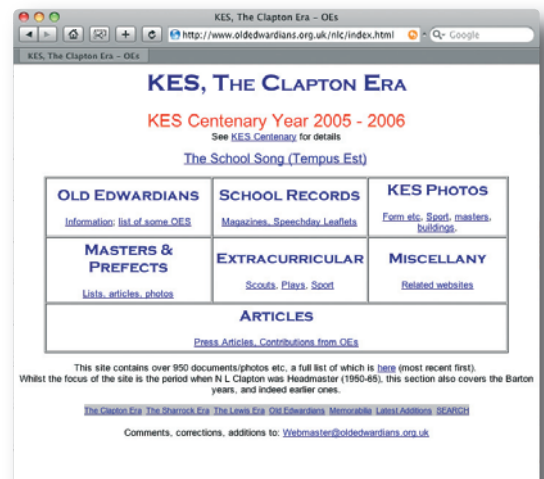 KES, The Clapton Era – OEs
http://www.oldedwardians.org.uk/nlc/index.html
Google
KES, The Clapton Era – OEs
KES, THE CLAPTON ERA
KES Centenary Year 2005 - 2006
See KES Centenary for details
The School Song (Tempus Est)
OLD EDWARDIANS
Information; list of some OES
SCHOOL RECORDS
Magazines, Speechday Leaflets
KES PHOTOS
Form etc, Sport, masters,
buildings,
MASTERS &
PREFECTS
Lists, articles, photos
EXTRACURRICULAR
Scouts, Plays, Sport
MISCELLANY
Related websites
ARTICLES
Press Articles, Contributions from OEs
This site contains over 950 documents/photos etc, a full list of which is here (most recent first).
Whilst the focus of the site is the period when N L Clapton was Headmaster (1950-65), this section also covers the Barton
years, and indeed earlier ones.
The Clapton Era The Sharrock Era The Lewis Era Old Edwardians Memorabilia Latest Additions SEARCH
Comments, corrections, additions to: Webmaster@oldedwardians.org.uk